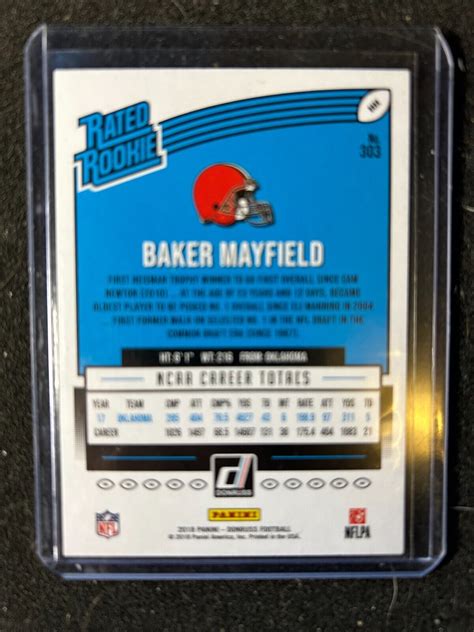 RATED
ROOKIE
No.
303
BAKER MAYFIELD
FIRST HEISMAN TROPHY WINNER TO GO FIRST OVERALL SINCE CAM
NEWTON (2010) ... AT THE AGE OF 23 YEARS AND 12 DAYS, BECAME
OLDEST PLAYER TO BE PICKED NO. 1 OVERALL SINCE ELI MANNING IN 2004
... FIRST FORMER WALK-ON SELECTED NO. 1 IN THE NFL DRAFT IN THE
COMMON DRAFT ERA (SINCE 1967).
HT: 6' 1" WT: 216 FROM: OKLAHOMA
NCAA CAREER TOTALS
YEAR TEAM CMP ATT PCT YDS TD INT RTG ATT YDS TD
17 OKLAHOMA 285 404 70.5 4627 43 6 198.9 97 311 5
CAREER 1026 1497 68.5 14607 131 30 175.4 464 1083 21
D
DONRUSS
PANINI
NFL
2018 PANINI – DONRUSS FOOTBALL
© 2018 Panini America, Inc. Printed in the USA.
NFLPA